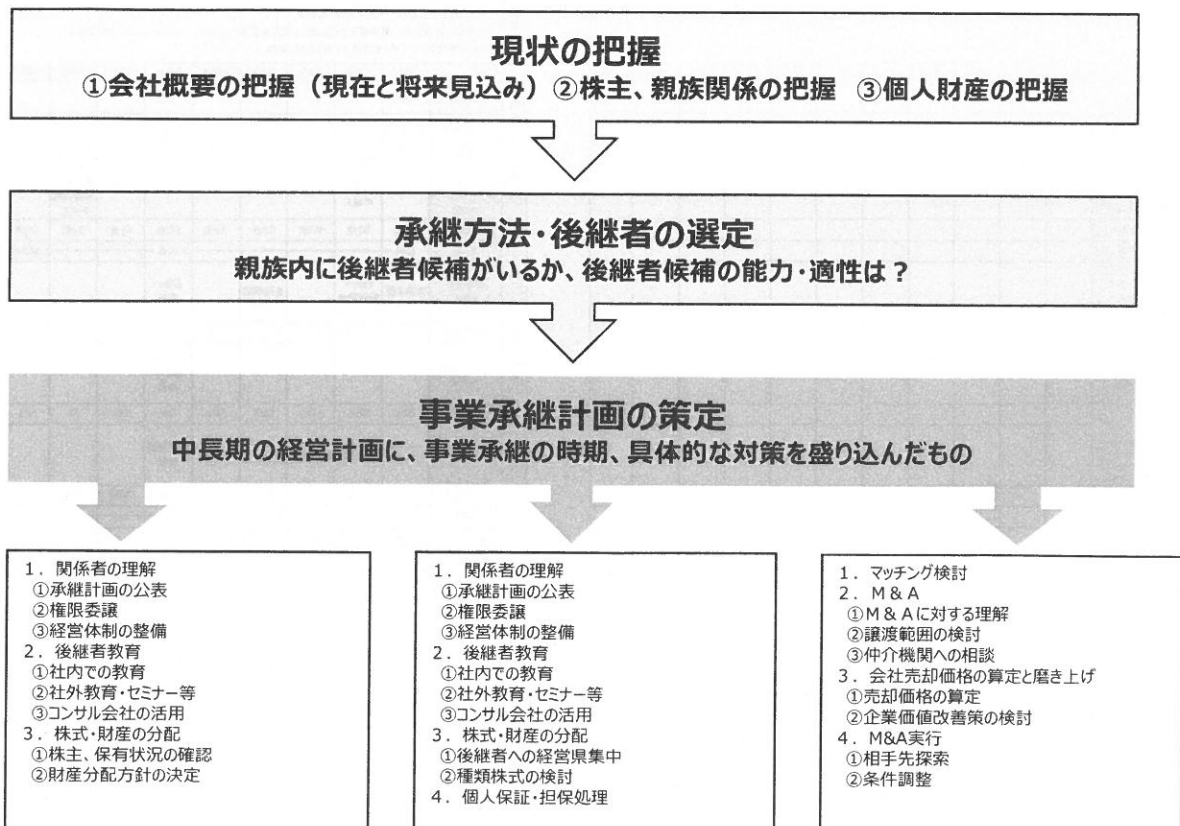 現状の把握
①会社概要の把握（現在と将来見込み）②株主、親族関係の把握　③個人財産の把握
承継方法・後継者の選定
親族内に後継者候補がいるか、後継者候補の能力・適性は？
事業承継計画の策定
中長期の経営計画に、事業承継の時期、具体的な対策を盛り込んだもの
1．関係者の理解
①承継計画の公表
②権限委譲
③経営体制の整備
2．後継者教育
①社内での教育
②社外教育・セミナー等
③コンサル会社の活用
3．株式・財産の分配
①株主、保有状況の確認
②財産分配方針の決定
1．関係者の理解
①承継計画の公表
②権限委譲
③経営体制の整備
2．後継者教育
①社内での教育
②社外教育・セミナー等
③コンサル会社の活用
3．株式・財産の分配
①後継者への経営県集中
②種類株式の検討
4．個人保証・担保処理
1．マッチング検討
2．M＆A
①M＆Aに対する理解
②譲渡範囲の検討
③仲介機関への相談
3．会社売却価格の算定と磨き上げ
①売却価格の算定
②企業価値改善策の検討
4．M&A実行
①相手先探索
②条件調整